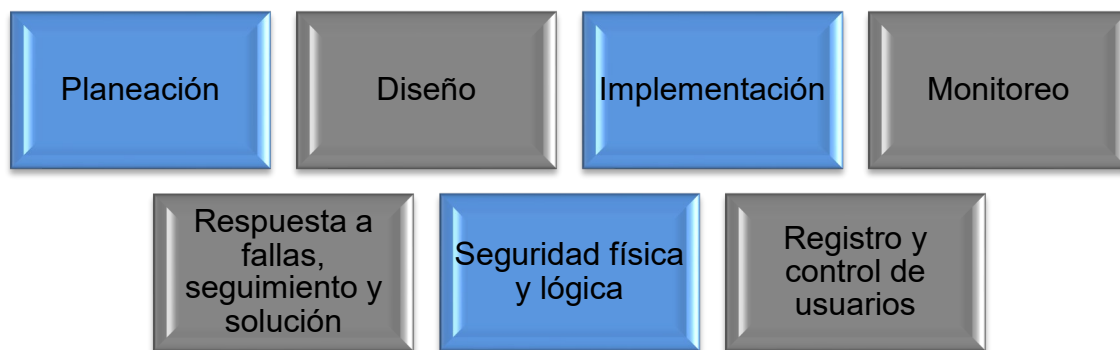 Planeación
Diseño
Implementación
Monitoreo
Respuesta a
fallas,
seguimiento y
solución
Seguridad física
y lógica
Registro y
control de
usuarios